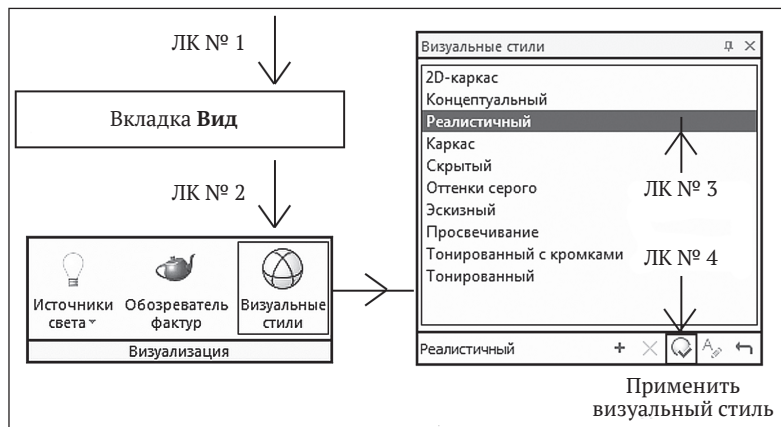 ЛК № 1
Вкладка Вид
ЛК № 2
Источники света
Обозреватель фактур
Визуальные стили
Визуализация
Визуальные стили
2D-каркас
Концептуальный
Реалистичный
Каркас
Скрытый
Оттенки серого
Эскизный
Просвечивание
Тонированный с кромками
Тонированный
ЛК № 3
ЛК № 4
Реалистичный
Применить
визуальный стиль